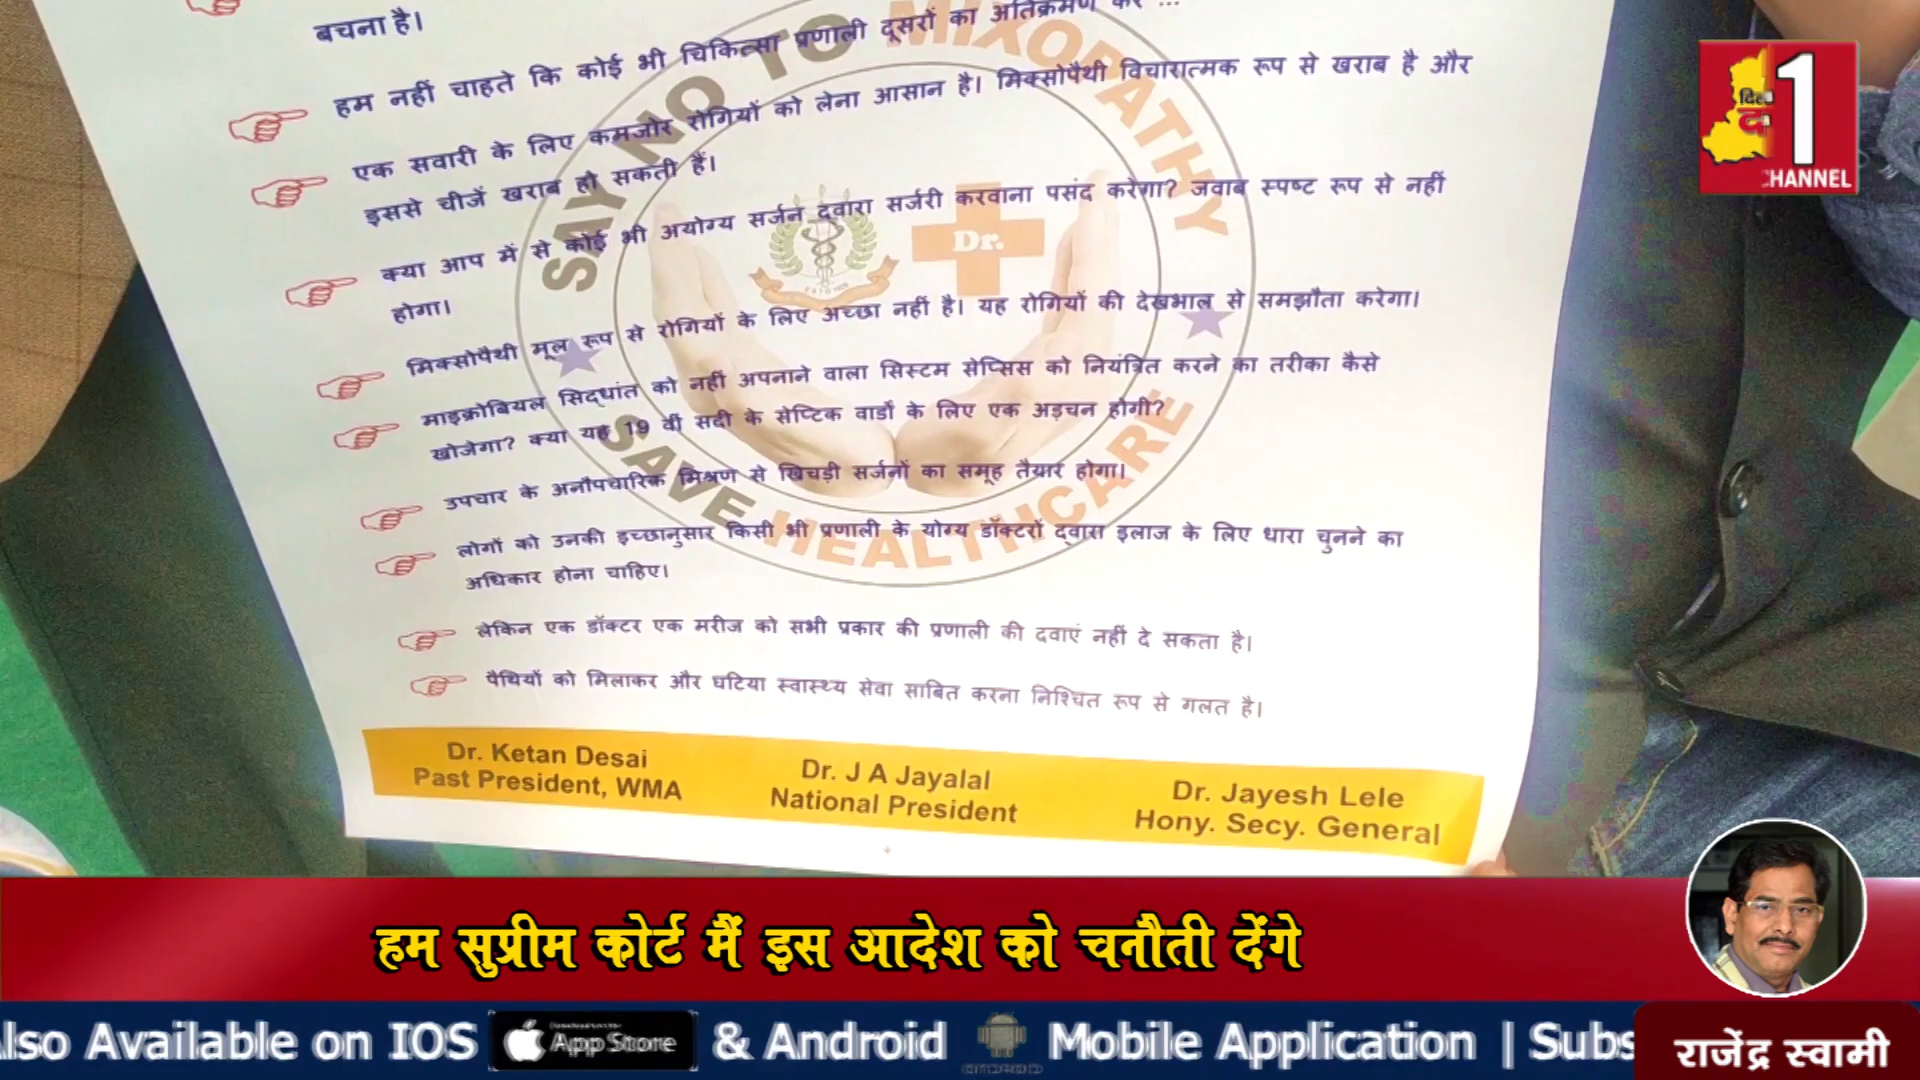 बचना है।
हम नहीं चाहते कि कोई भी चिकित्सा प्रणाली दूसरों का अतिक्रमण करे ...
एक सवारी के लिए कमजोर रोगियों को लेना आसान है। मिक्सोपैथी विचारात्मक रूप से खराब है और
इससे चीजें खराब हो सकती हैं।
क्या आप में से कोई भी अयोग्य सर्जन द्वारा सर्जरी करवाना पसंद करेगा? जवाब स्पष्ट रूप से नहीं
होगा।
मिक्सोपैथी मूल रूप से रोगियों के लिए अच्छा नहीं है। यह रोगियों की देखभाल से समझौता करेगा।
माइक्रोबियल सिद्धांत को नहीं अपनाने वाला सिस्टम सेप्सिस को नियंत्रित करने का तरीका कैसे
खोजेगा? क्या यह 19 वीं सदी के सेप्टिक वार्डों के लिए एक अड़चन होगी?
उपचार के अनौपचारिक मिश्रण से खिचड़ी सर्जनों का समूह तैयार होगा।
लोगों को उनकी इच्छानुसार किसी भी प्रणाली के योग्य डॉक्टरों द्वारा इलाज के लिए धारा चुनने का
अधिकार होना चाहिए।
लेकिन एक डॉक्टर एक मरीज को सभी प्रकार की प्रणाली की दवाएं नहीं दे सकता है।
पैथियों को मिलाकर और घटिया स्वास्थ्य सेवा साबित करना निश्चित रूप से गलत है।
SAY NO TO MIXOPATHY
Dr.
SAVE HEALTHCARE
Dr. Ketan Desai
Past President, WMA
Dr. J A Jayalal
National President
Dr. Jayesh Lele
Hony. Secy. General
1
CHANNEL
हम सुप्रीम कोर्ट मैं इस आदेश को चनौती देंगे
lso Available on IOS App Store & Android Mobile Application | Subs
राजेंद्र स्वामी